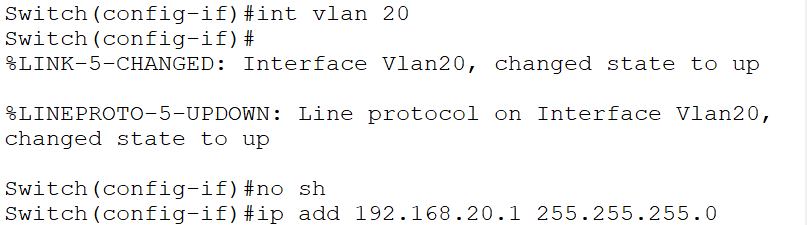 Switch(config-if)#int vlan 20
Switch(config-if)#
%LINK-5-CHANGED: Interface Vlan20, changed state to up
%LINEPROTO-5-UPDOWN: Line protocol on Interface Vlan20,
changed state to up
Switch(config-if)#no sh
Switch(config-if)#ip add 192.168.20.1 255.255.255.0